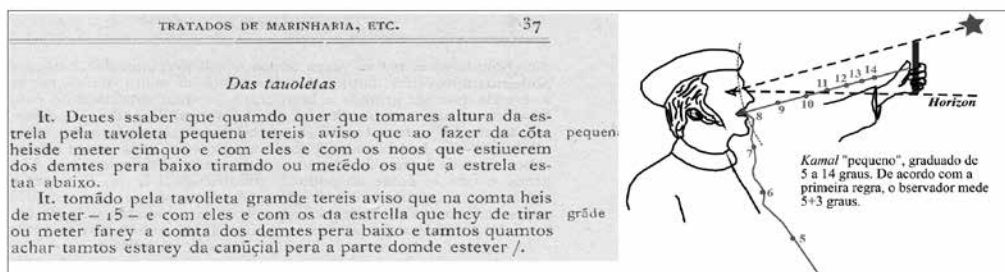 TRATADOS DE MARINHARIA, ETC. 37
Das tauoletas
It. Deues ssaber que quamdo quer que tomares altura da es-
trela pela tavoleta pequena tereis aviso que ao fazer da cõta
heisde meter cimquo e com eles e com os noos que estiuerem
dos demtes pera baixo tiramdo ou metẽdo os que a estrela es-
taa abaixo.
pequena
It. tomãdo pela tavolleta gramde tereis aviso que na comta heis
de meter – 15 – e com eles e com os da estrella que hey de tirar
ou meter farey a comta dos demtes pera baixo e tamtos quamtos
achar tamtos estarey da canũçial pera a parte domde estever /.
grãde
14
13
12
11
10
9
8
7
6
5
Horizon
Kamal "pequeno", graduado de
5 a 14 graus. De acordo com a
primeira regra, o bservador mede
5+3 graus.